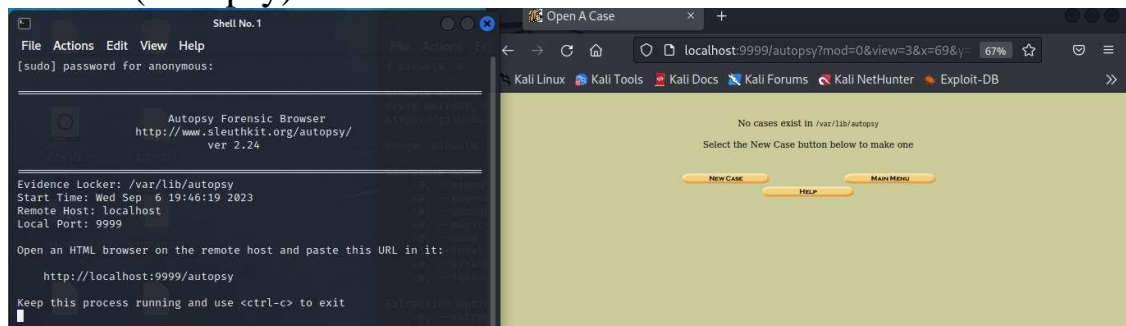 Shell No. 1
File Actions Edit View Help
[sudo] password for anonymous:
Autopsy Forensic Browser
http://www.sleuthkit.org/autopsy/
ver 2.24
Evidence Locker: /var/lib/autopsy
Start Time: Wed Sep 6 19:46:19 2023
Remote Host: localhost
Local Port: 9999
Open an HTML browser on the remote host and paste this URL in it:
http://localhost:9999/autopsy
Keep this process running and use <ctrl-c> to exit
Open A Case
localhost:9999/autopsy?mod=0&view=3&x=69&y= 67%
Kali Linux Kali Tools Kali Docs Kali Forums Kali NetHunter Exploit-DB
No cases exist in /var/lib/autopsy
Select the New Case button below to make one
NEW CASE MAIN MENU
HELP